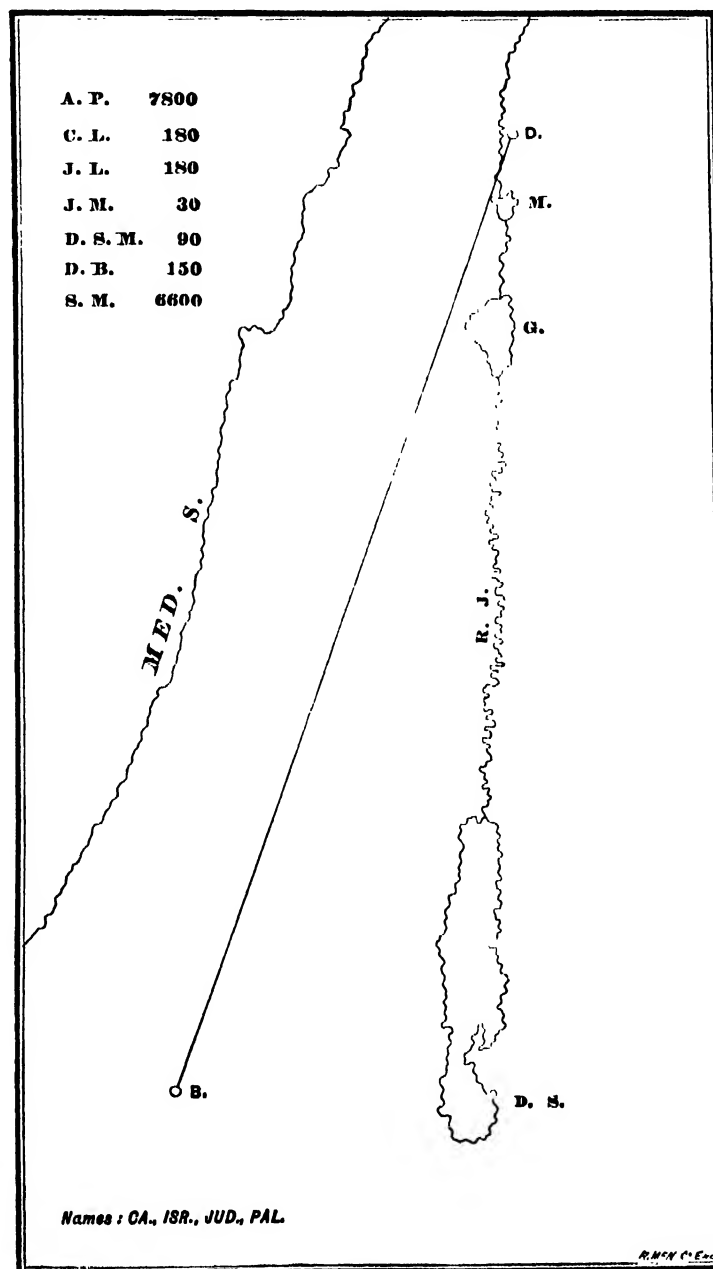 A. P. 7800
C. L. 180
J. L. 180
J. M. 30
D. S. M. 90
D. B. 150
S. M. 6600
D.
M.
G.
MED. S.
R. J.
B.
D. S.
Names : CA., ISR., JUD., PAL.